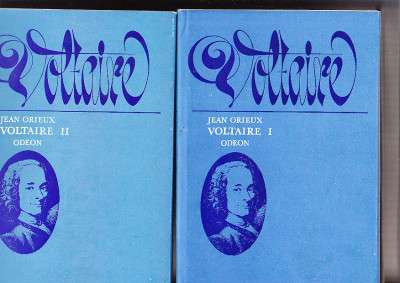 Voltaire
JEAN ORIEUX
VOLTAIRE II
ODEON
Voltaire
JEAN ORIEUX
VOLTAIRE I
ODEON